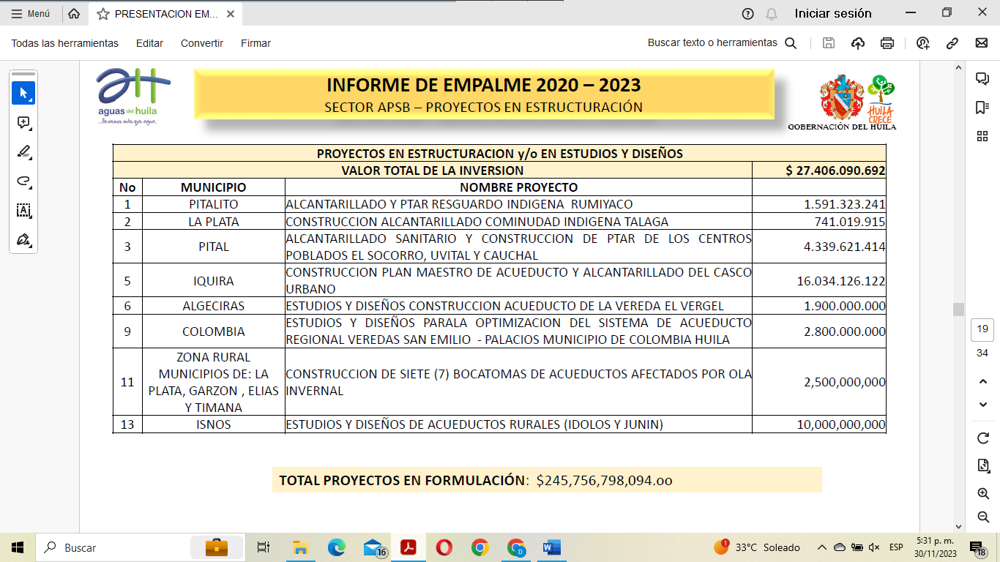 Menú
PRESENTACION EM...
Iniciar sesión
Todas las herramientas
Editar
Convertir
Firmar
Buscar texto o herramientas
aguas del huila
...llevamos más que agua.
INFORME DE EMPALME 2020 – 2023
SECTOR APSB – PROYECTOS EN ESTRUCTURACIÓN
HUILA
CRECE
GOBERNACIÓN DEL HUILA
PROYECTOS EN ESTRUCTURACION y/o EN ESTUDIOS Y DISEÑOS
VALOR TOTAL DE LA INVERSION $ 27.406.090.692
No MUNICIPIO NOMBRE PROYECTO
1 PITALITO ALCANTARILLADO Y PTAR RESGUARDO INDIGENA RUMIYACO 1.591.323.241
2 LA PLATA CONSTRUCCION ALCANTARILLADO COMINUDAD INDIGENA TALAGA 741.019.915
3 PITAL ALCANTARILLADO SANITARIO Y CONSTRUCCION DE PTAR DE LOS CENTROS
POBLADOS EL SOCORRO, UVITAL Y CAUCHAL 4.339.621.414
5 IQUIRA CONSTRUCCION PLAN MAESTRO DE ACUEDUCTO Y ALCANTARILLADO DEL CASCO
URBANO 16.034.126.122
6 ALGECIRAS ESTUDIOS Y DISEÑOS CONSTRUCCION ACUEDUCTO DE LA VEREDA EL VERGEL 1.900.000.000
9 COLOMBIA ESTUDIOS Y DISEÑOS PARALA OPTIMIZACION DEL SISTEMA DE ACUEDUCTO
REGIONAL VEREDAS SAN EMILIO - PALACIOS MUNICIPIO DE COLOMBIA HUILA 2.800.000.000
11 ZONA RURAL
MUNICIPIOS DE: LA
PLATA, GARZON , ELIAS
Y TIMANA
CONSTRUCCION DE SIETE (7) BOCATOMAS DE ACUEDUCTOS AFECTADOS POR OLA
INVERNAL 2,500,000,000
13 ISNOS ESTUDIOS Y DISEÑOS DE ACUEDUCTOS RURALES (IDOLOS Y JUNIN) 10,000,000,000
TOTAL PROYECTOS EN FORMULACIÓN: $245,756,798,094.oo
19
34
Buscar
16
D
1
33°C Soleado
ESP
5:31 p. m.
30/11/2023
18